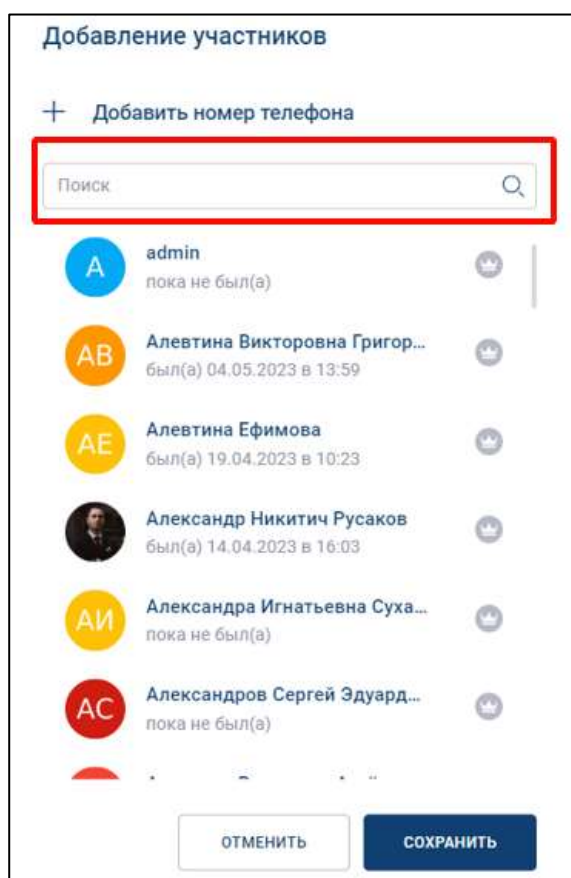 Добавление участников
+ Добавить номер телефона
Поиск
A
admin
пока не был(а)
АВ
Алевтина Викторовна Григор...
был(а) 04.05.2023 в 13:59
АЕ
Алевтина Ефимова
был(а) 19.04.2023 в 10:23
Александр Никитич Русаков
был(а) 14.04.2023 в 16:03
АИ
Александра Игнатьевна Суха...
пока не был(а)
АС
Александров Сергей Эдуард...
пока не был(а)
ОТМЕНИТЬ
СОХРАНИТЬ